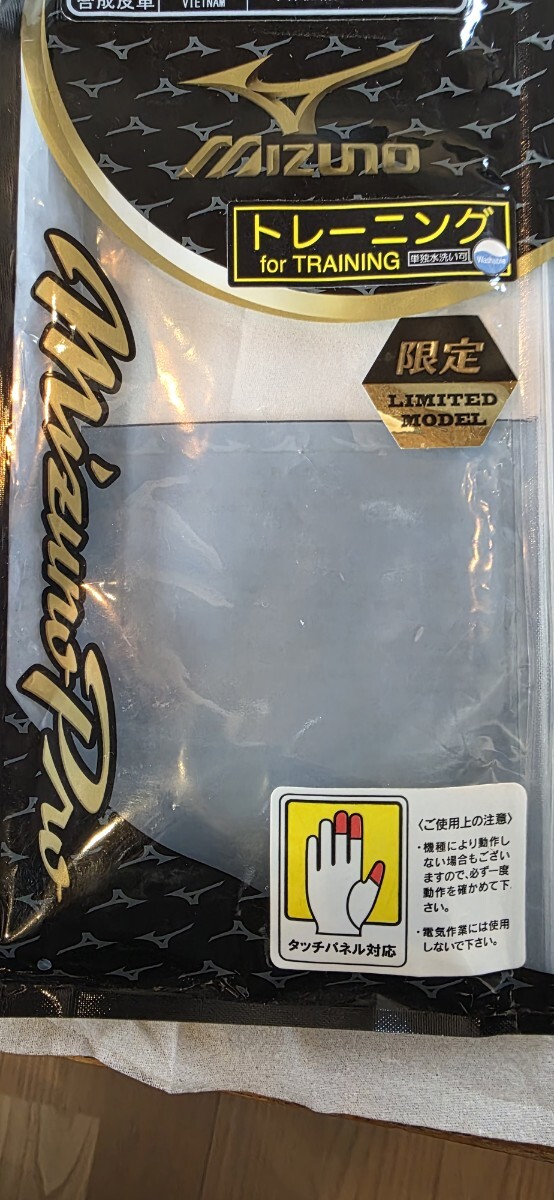 合成皮革
VIETNAM
MIZUNO
トレーニング
for TRAINING 単独水洗い可 Washable
限定
LIMITED
MODEL
Mizuno Pro
〈ご使用上の注意〉
・機種により動作し
ない場合もござい
ますので、必ず一度
動作を確かめて下
さい。
・電気作業には使用
しないで下さい。
タッチパネル対応